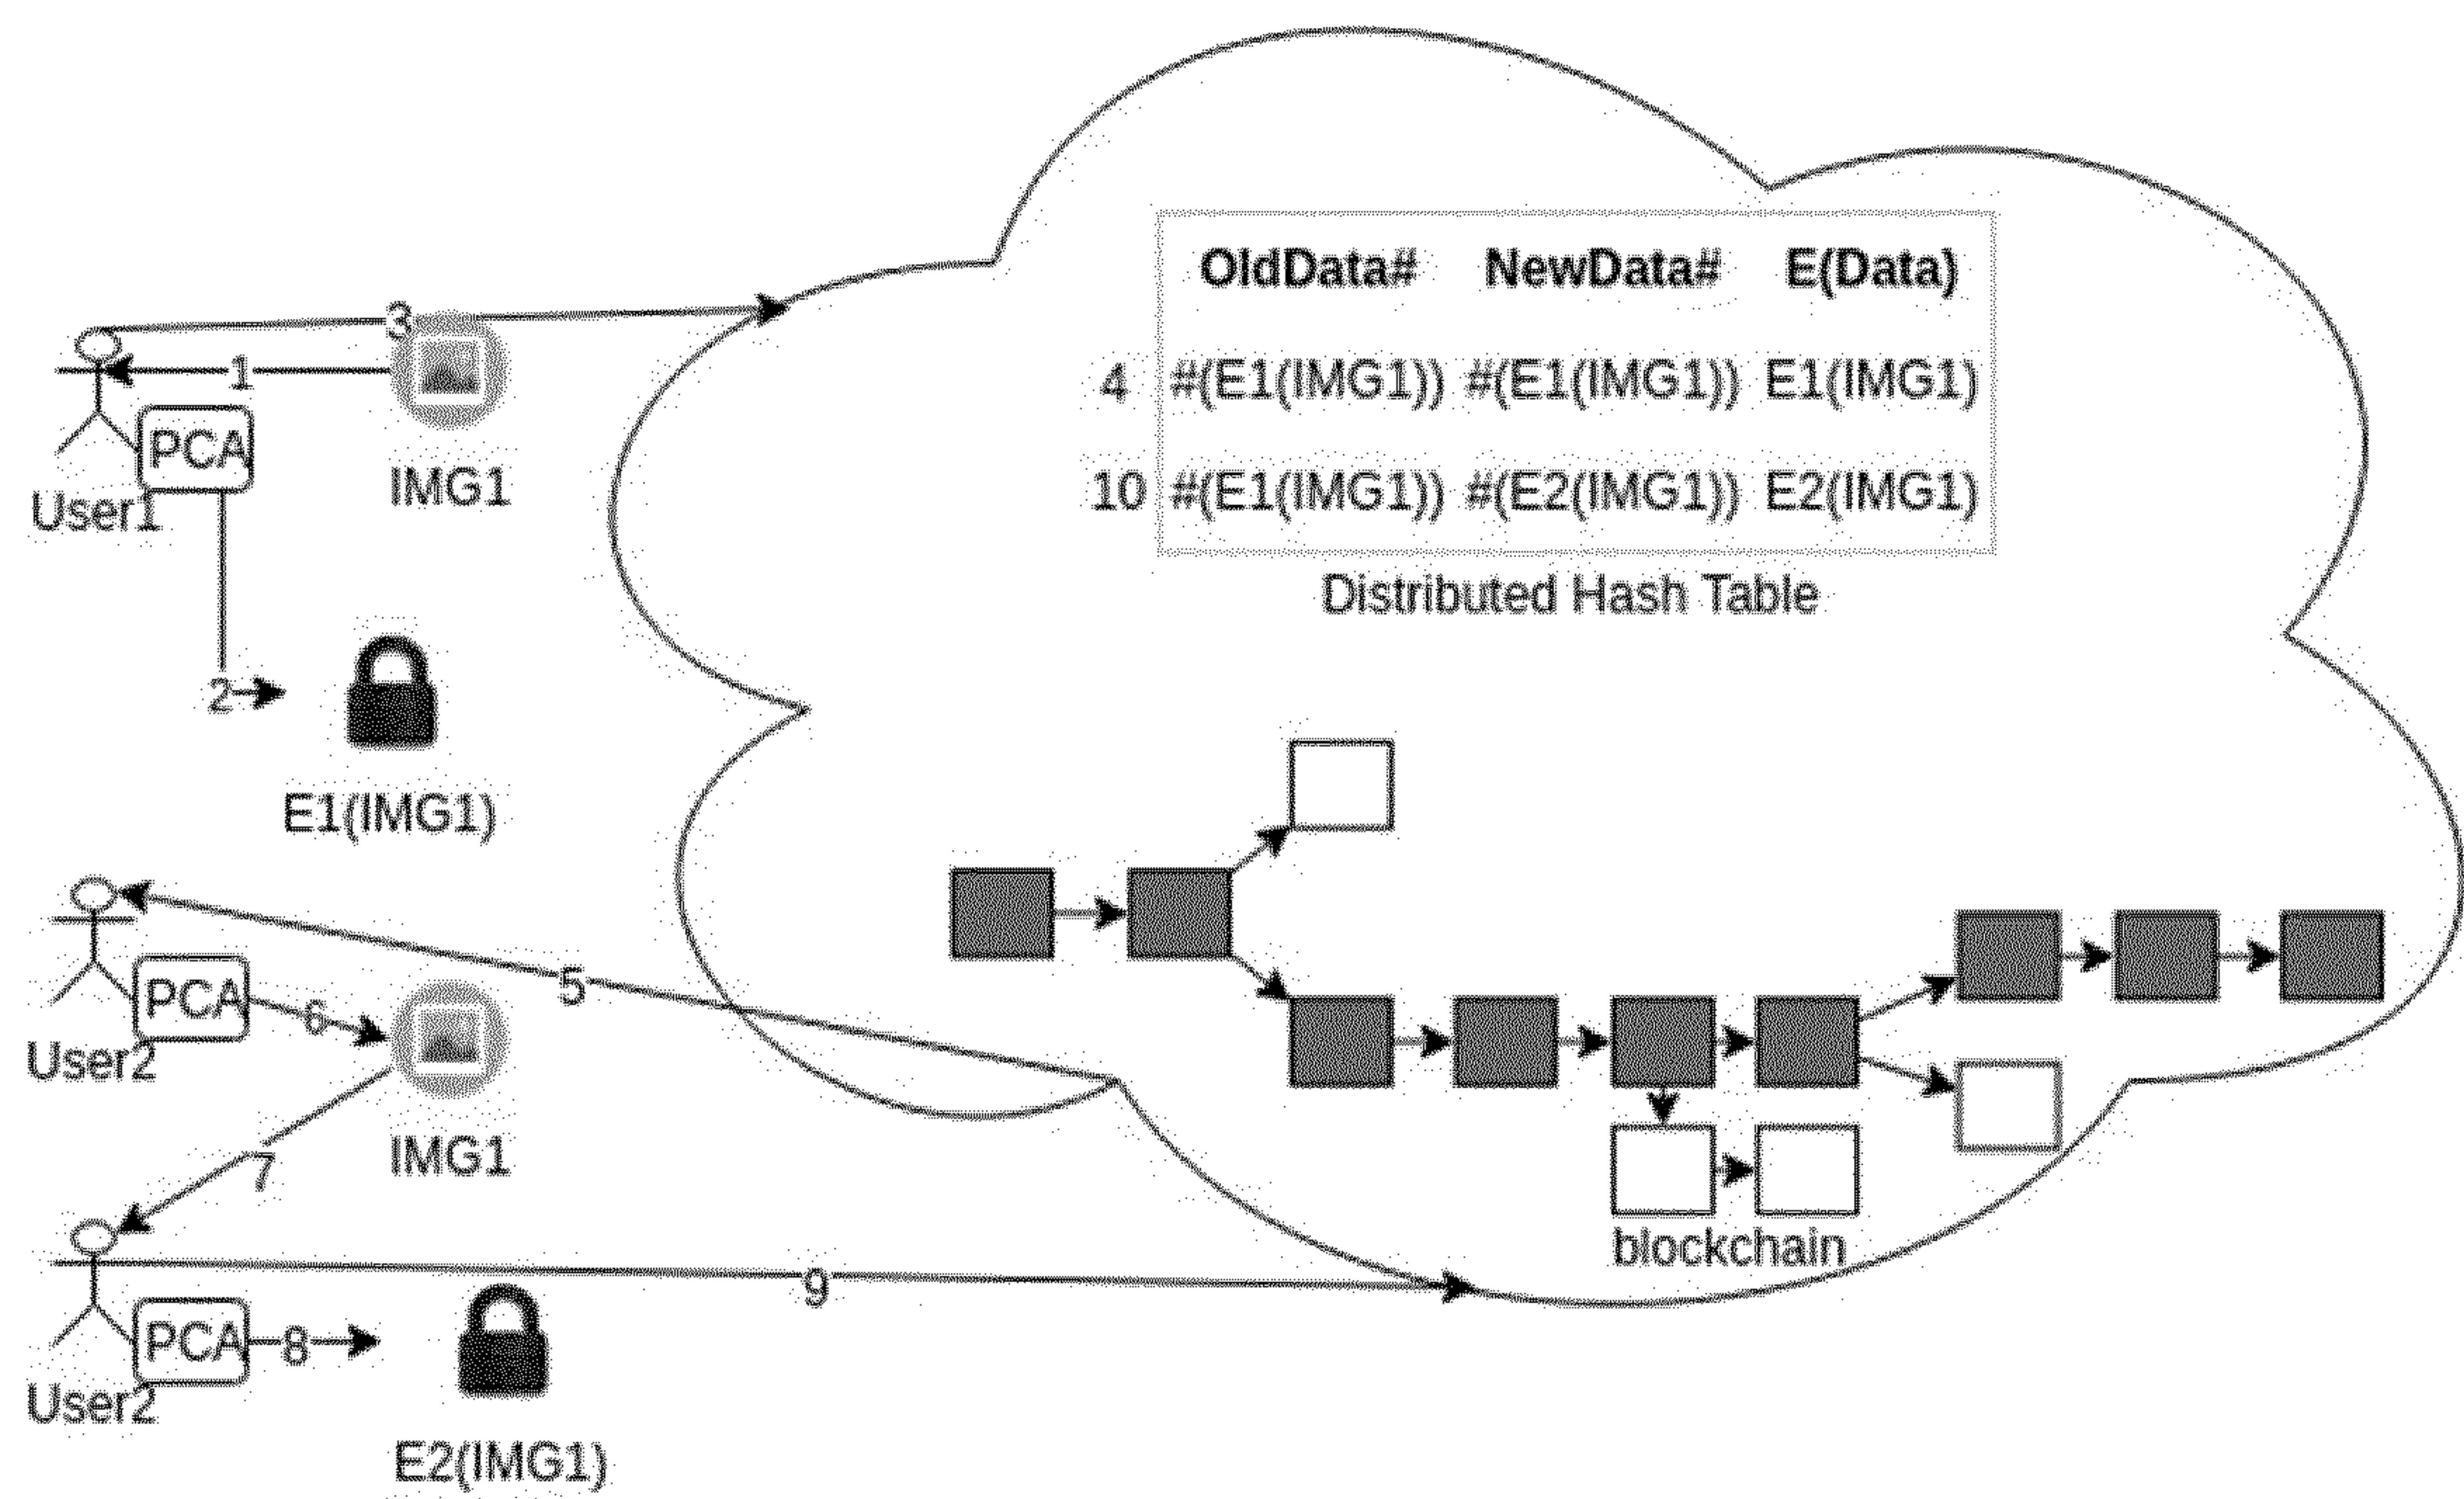 OldData# NewData# E(Data)
3
1
4 #(E1(IMG1)) #(E1(IMG1)) E1(IMG1)
PCA
IMG1
User1
10 #(E1(IMG1)) #(E2(IMG1)) E2(IMG1)
Distributed Hash Table
2
E1(IMG1)
5
PCA
6
User2
IMG1
7
blockchain
9
PCA
8
User2
E2(IMG1)